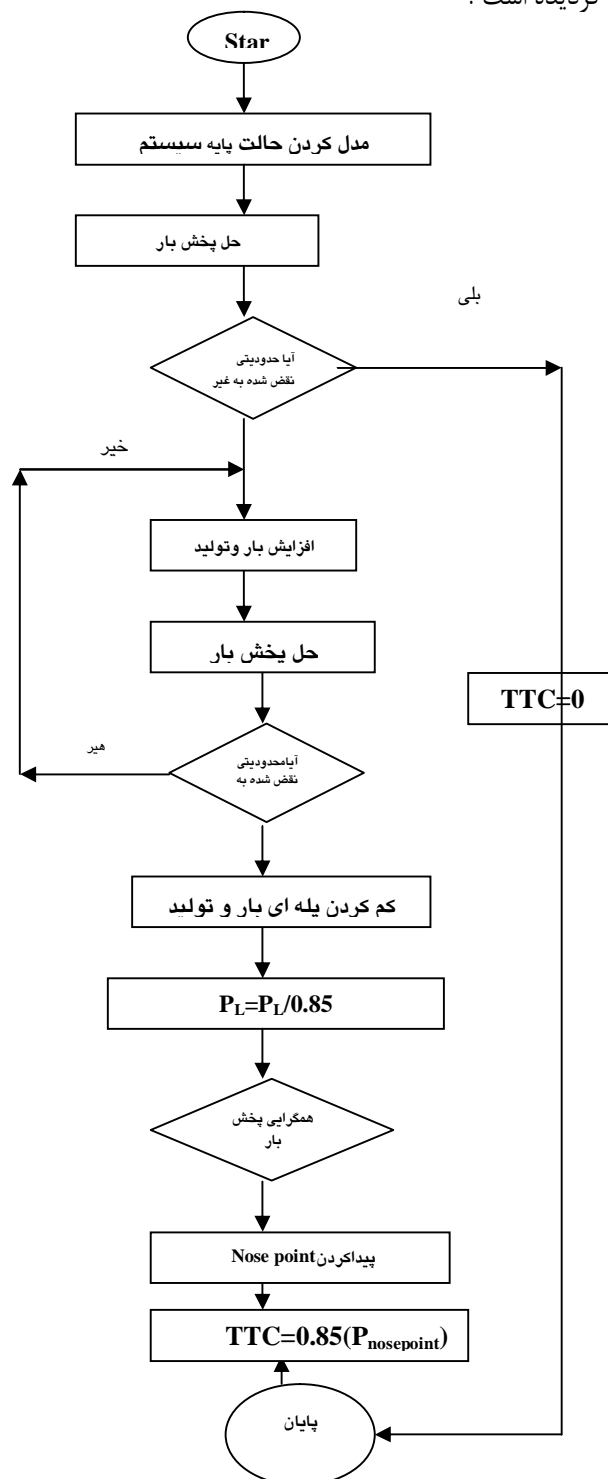 گردیده است .
Star
مدل کردن حالت پایه سیستم
حل پخش بار
بلی
آیا حدودیتی
نقض شده به غیر
خیر
افزایش بار وتولید
حل پخش بار
TTC=0
آیامحدودیتی
نقض شده به
هیر
کم کردن پله ای بار و تولید
PL=PL/0.85
همگرایی پخش
بار
پیداکردنNose point
TTC=0.85(Pnosepoint)
پایان